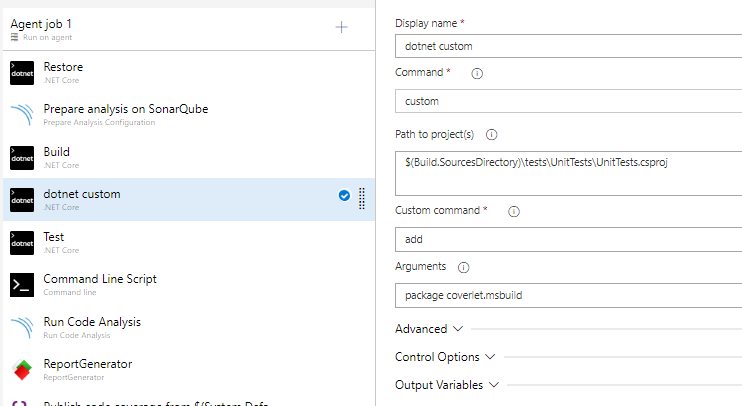 Agent job 1
Run on agent
dotnet
Restore
.NET Core
Prepare analysis on SonarQube
Prepare Analysis Configuration
dotnet
Build
.NET Core
dotnet
dotnet custom
.NET Core
dotnet
Test
.NET Core
Command Line Script
Command line
Run Code Analysis
Run Code Analysis
ReportGenerator
ReportGenerator
Publish code coverage from $(System.Defa
Display name *
dotnet custom
Command *
custom
Path to project(s)
$(Build.SourcesDirectory)\tests\UnitTests\UnitTests.csproj
Custom command *
add
Arguments
package coverlet.msbuild
Advanced
Control Options
Output Variables